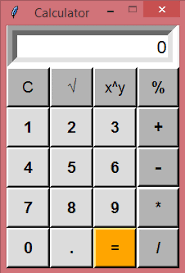 Calculator
0
C √ x^y %
1 2 3 +
4 5 6 -
7 8 9 *
0 . = /